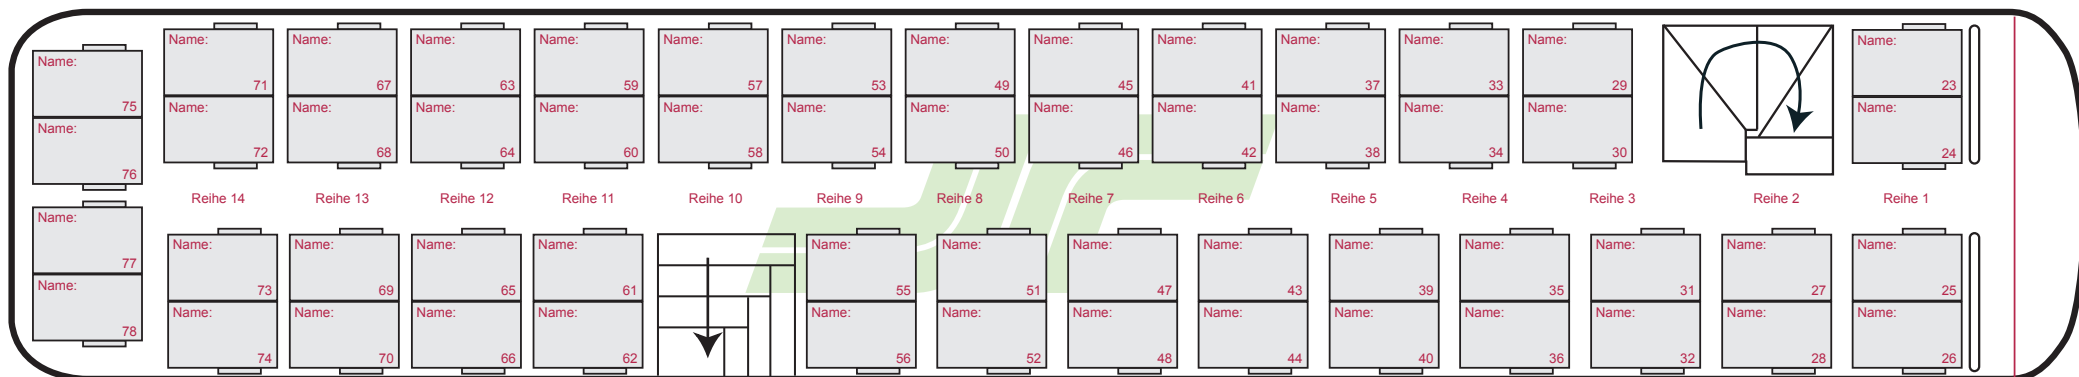 Name: Name: Name: Name: Name: Name: Name: Name: Name: Name: Name: Name: Name:
Name:
71 67 63 59 57 53 49 45 41 37 33 29 23
75
Name: Name: Name: Name: Name: Name: Name: Name: Name: Name: Name: Name: Name:
Name:
72 68 64 60 58 54 50 46 42 38 34 30 24
76
Reihe 14 Reihe 13 Reihe 12 Reihe 11 Reihe 10 Reihe 9 Reihe 8 Reihe 7 Reihe 6 Reihe 5 Reihe 4 Reihe 3 Reihe 2 Reihe 1
Name:
Name: Name: Name: Name: Name: Name: Name: Name: Name: Name: Name: Name: Name:
77
73 69 65 61 55 51 47 43 39 35 31 27 25
Name:
Name: Name: Name: Name: Name: Name: Name: Name: Name: Name: Name: Name: Name:
78
74 70 66 62 56 52 48 44 40 36 32 28 26